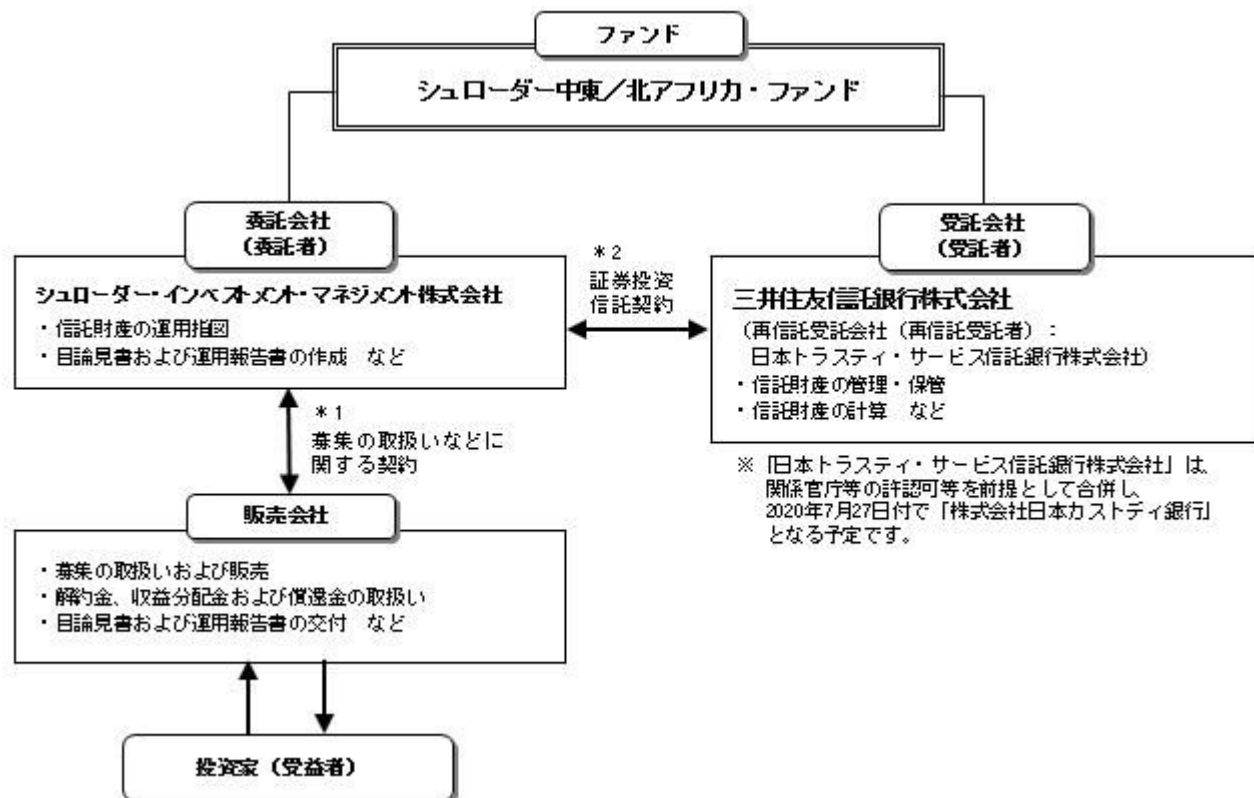 ファンド
シュローダー中東／北アフリカ・ファンド
委託会社
（委託者）
シュローダー・インベストメント・マネジメント株式会社
・信託財産の運用指図
・目論見書および運用報告書の作成　など
＊2
証券投資
信託契約
受託会社
（受託者）
三井住友信託銀行株式会社
（再信託受託会社（再信託受託者）：
日本トラスティ・サービス信託銀行株式会社）
・信託財産の管理・保管
・信託財産の計算　など
※「日本トラスティ・サービス信託銀行株式会社」は、
関係官庁等の許認可等を前提として合併し、
2020年7月27日付で「株式会社日本カストディ銀行」
となる予定です。
＊1
募集の取扱いなどに
関する契約
販売会社
・募集の取扱いおよび販売
・解約金、収益分配金および償還金の取扱い
・目論見書および運用報告書の交付　など
投資家（受益者）